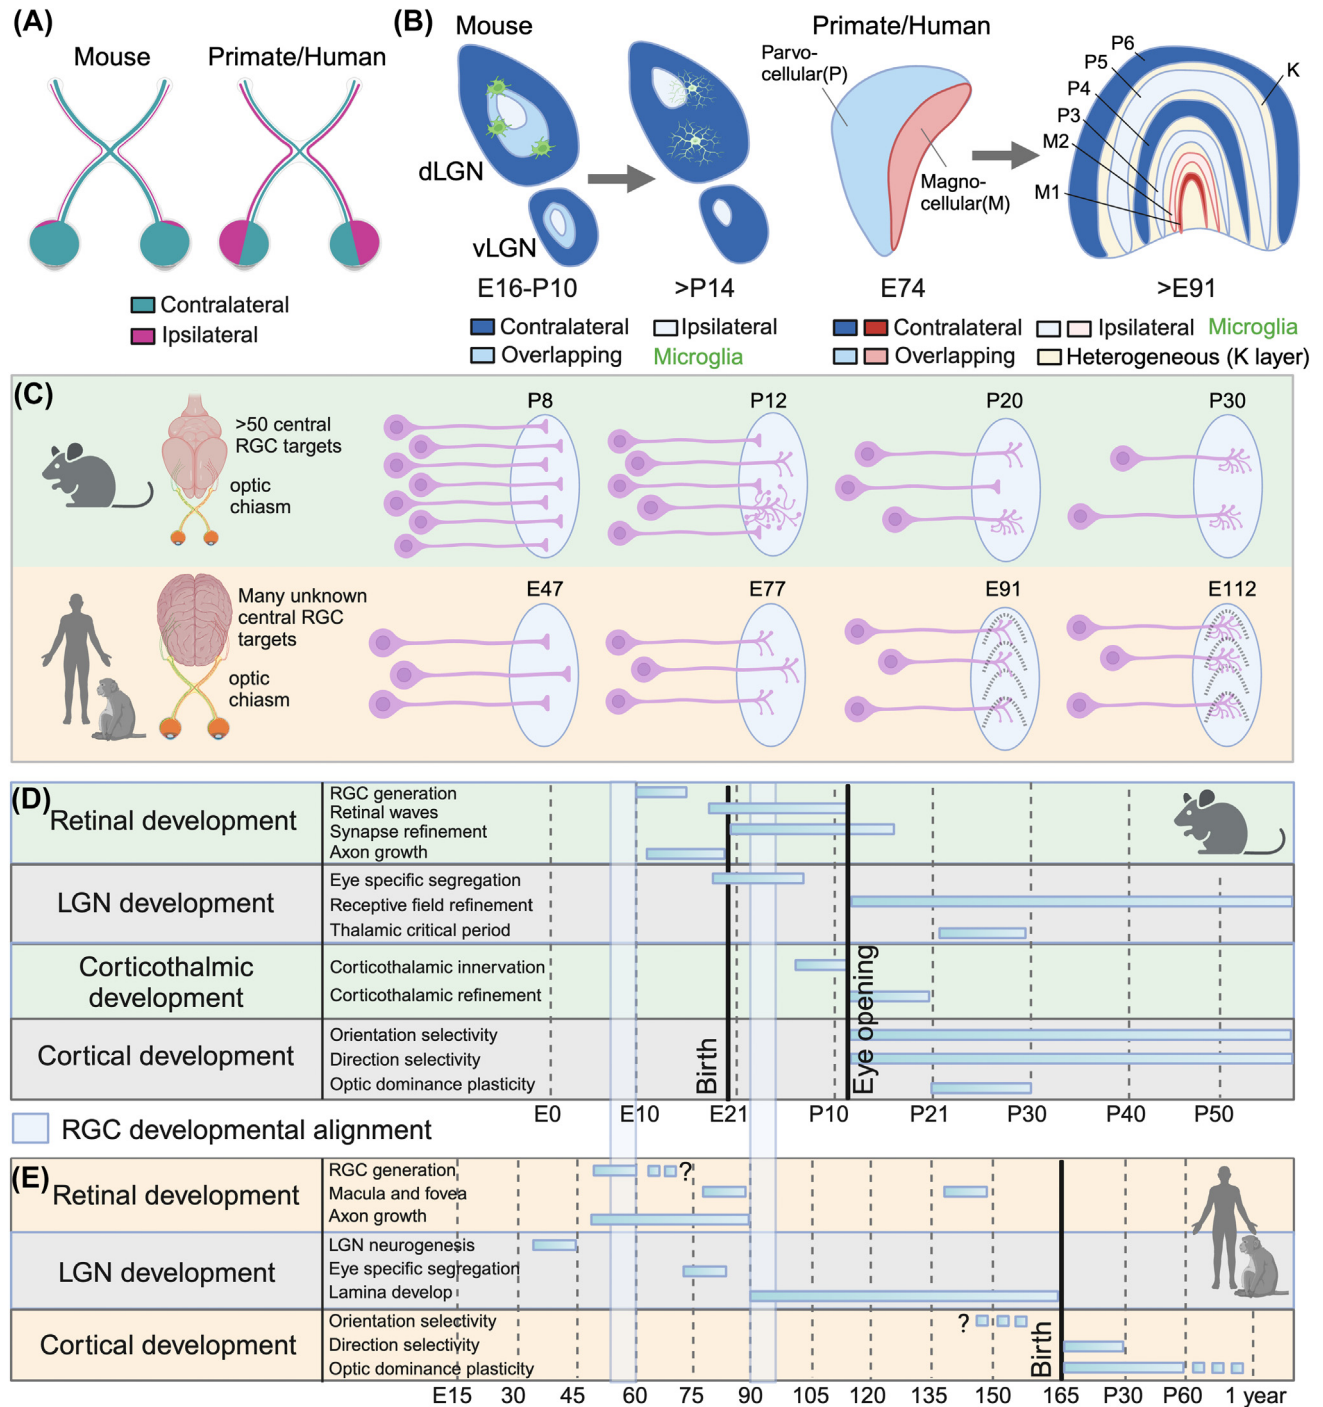 (A)
Mouse
Primate/Human
Contralateral
Ipsilateral
(B)
Mouse
Primate/Human
dLGN
vLGN
E16-P10
>P14
Parvo-
cellular(P)
Magno-
cellular(M)
P6
P5
P4
P3
M2
M1
K
E74
>E91
Contralateral
Ipsilateral
Overlapping
Microglia
Contralateral
Ipsilateral
Microglia
Overlapping
Heterogeneous (K layer)
(C)
>50 central
RGC targets
optic
chiasm
P8
P12
P20
P30
Many unknown
central RGC
targets
optic
chiasm
E47
E77
E91
E112
(D)
Retinal development
RGC generation
Retinal waves
Synapse refinement
Axon growth
LGN development
Eye specific segregation
Receptive field refinement
Thalamic critical period
Corticothalmic
development
Corticothalamic innervation
Corticothalamic refinement
Cortical development
Orientation selectivity
Direction selectivity
Optic dominance plasticity
Birth
Eye opening
E0
E10
E21
P10
P21
P30
P40
P50
RGC developmental alignment
(E)
Retinal development
RGC generation
?
Macula and fovea
Axon growth
LGN development
LGN neurogenesis
Eye specific segregation
Lamina develop
Cortical development
Orientation selectivity
?
Direction selectivity
Optic dominance plasticity
Birth
E15
30
45
60
75
90
105
120
135
150
165
P30
P60
1 year